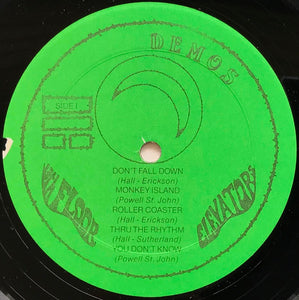 DEMOS
SIDE I
DON'T FALL DOWN
(Hall - Erickson)
MONKEY ISLAND
(Powell St. John)
ROLLER COASTER
(Hall - Erickson)
THRU THE RHYTHM
(Hall - Sutherland)
YOU DON'T KNOW
(Powell St. John)
13th FLOOR
ELEVATORS